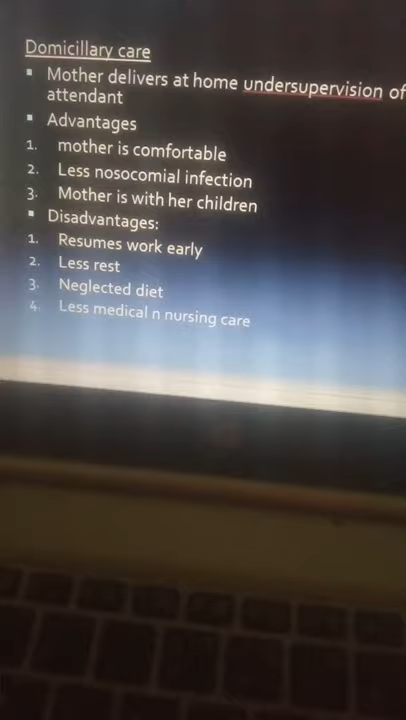 Domicillary care
▪ Mother delivers at home undersupervision of
attendant
▪ Advantages
1. mother is comfortable
2. Less nosocomial infection
3. Mother is with her children
▪ Disadvantages:
1. Resumes work early
2. Less rest
3. Neglected diet
4. Less medical n nursing care